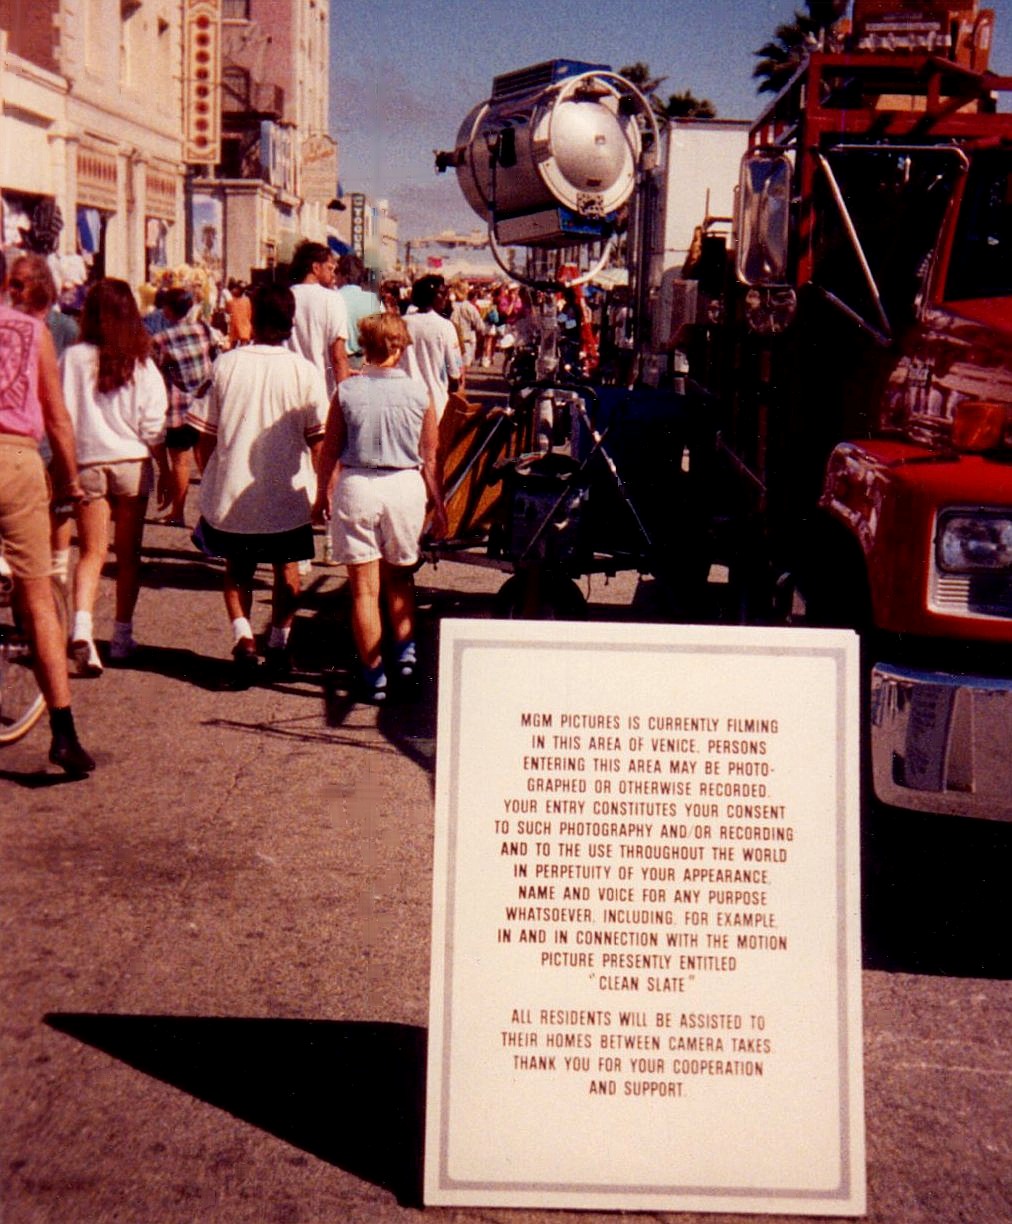 MGM PICTURES IS CURRENTLY FILMING
IN THIS AREA OF VENICE. PERSONS
ENTERING THIS AREA MAY BE PHOTO-
GRAPHED OR OTHERWISE RECORDED.
YOUR ENTRY CONSTITUTES YOUR CONSENT
TO SUCH PHOTOGRAPHY AND/OR RECORDING
AND TO THE USE THROUGHOUT THE WORLD
IN PERPETUITY OF YOUR APPEARANCE,
NAME AND VOICE FOR ANY PURPOSE
WHATSOEVER, INCLUDING, FOR EXAMPLE,
IN AND IN CONNECTION WITH THE MOTION
PICTURE PRESENTLY ENTITLED
"CLEAN SLATE"
ALL RESIDENTS WILL BE ASSISTED TO
THEIR HOMES BETWEEN CAMERA TAKES
THANK YOU FOR YOUR COOPERATION
AND SUPPORT.